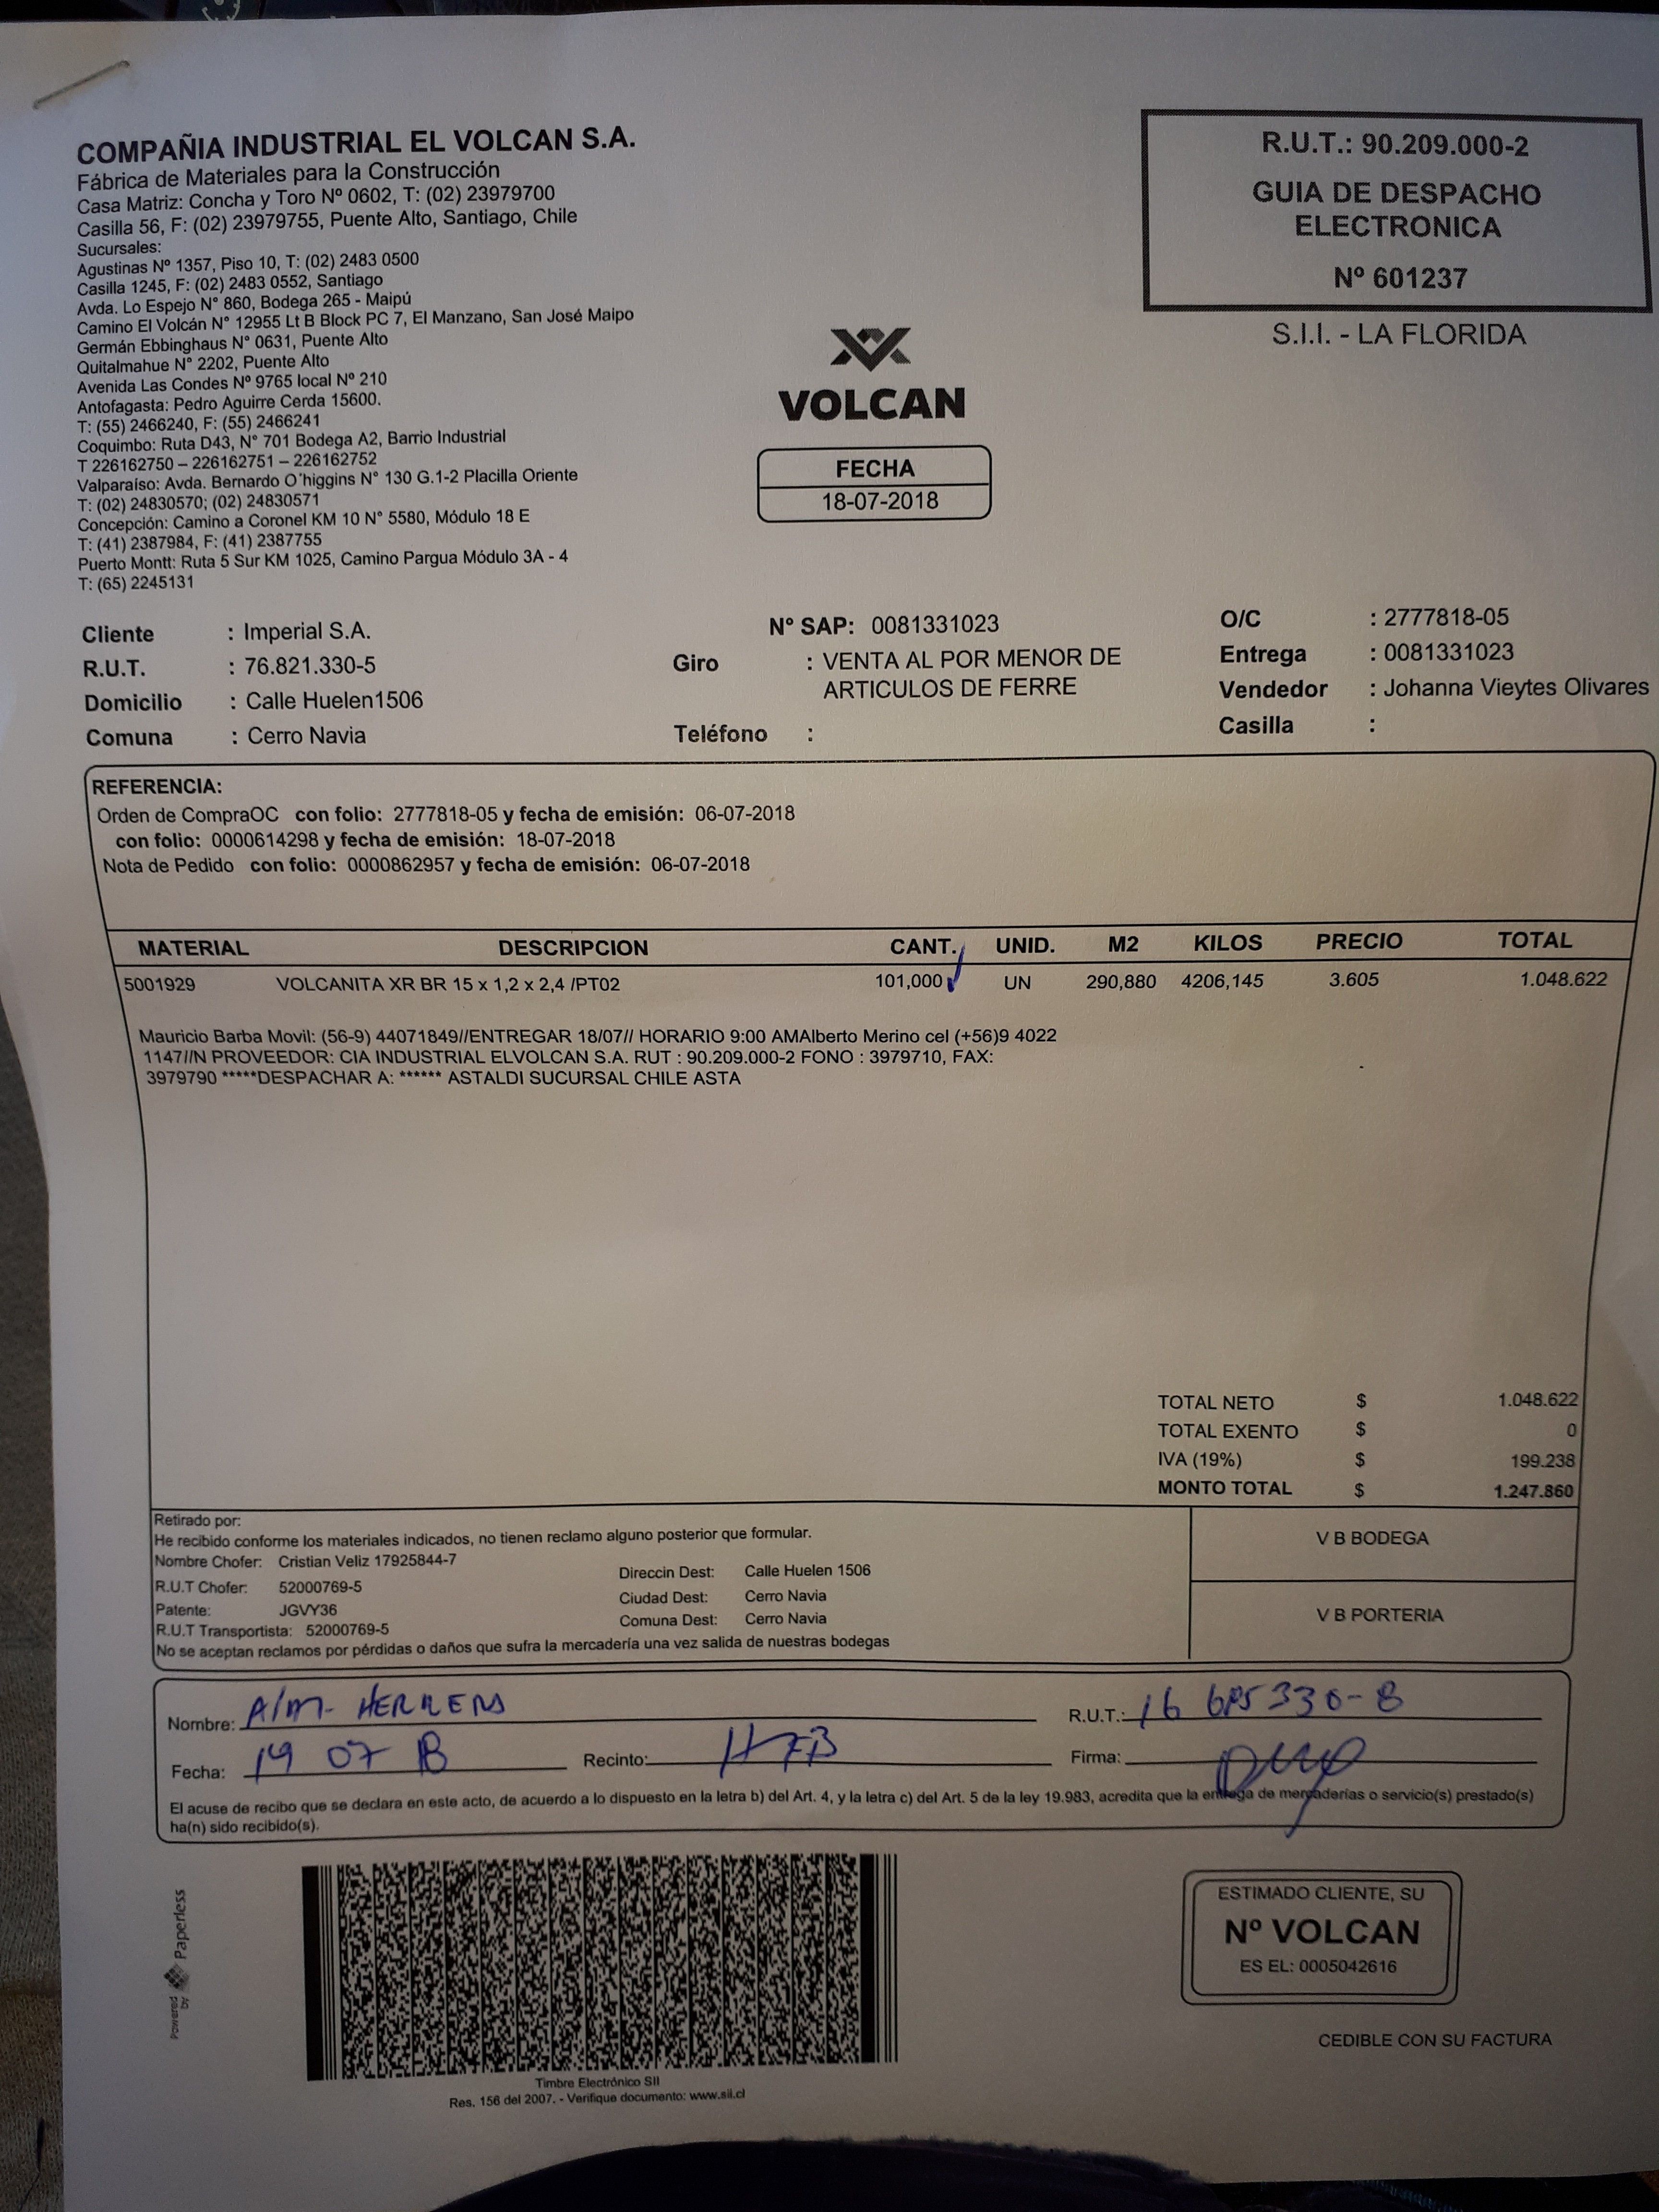 COMPAÑIA INDUSTRIAL EL VOLCAN S.A.
Fábrica de Materiales para la Construcción
Casa Matriz: Concha y Toro Nº 0602, T: (02) 23979700
Casilla 56, F: (02) 23979755, Puente Alto, Santiago, Chile
Sucursales:
Agustinas Nº 1357, Piso 10, T: (02) 2483 0500
Casilla 1245, F: (02) 2483 0552, Santiago
Avda. Lo Espejo N° 860, Bodega 265 - Maipú
Camino El Volcán N° 12955 Lt B Block PC 7, El Manzano, San José Maipo
Germán Ebbinghaus N° 0631, Puente Alto
Quitalmahue N° 2202, Puente Alto
Avenida Las Condes Nº 9765 local Nº 210
Antofagasta: Pedro Aguirre Cerda 15600.
T: (55) 2466240, F: (55) 2466241
Coquimbo: Ruta D43, N° 701 Bodega A2, Barrio Industrial
T 226162750 – 226162751 – 226162752
Valparaíso: Avda. Bernardo O'higgins N° 130 G.1-2 Placilla Oriente
T: (02) 24830570; (02) 24830571
Concepción: Camino a Coronel KM 10 N° 5580, Módulo 18 E
T: (41) 2387984, F: (41) 2387755
Puerto Montt: Ruta 5 Sur KM 1025, Camino Pargua Módulo 3A - 4
T: (65) 2245131
R.U.T.: 90.209.000-2
GUIA DE DESPACHO
ELECTRONICA
Nº 601237
S.I.I. - LA FLORIDA
VOLCAN
FECHA
18-07-2018
Cliente : Imperial S.A.
R.U.T. : 76.821.330-5
Domicilio : Calle Huelen1506
Comuna : Cerro Navia
Nº SAP: 0081331023
Giro : VENTA AL POR MENOR DE
ARTICULOS DE FERRE
Teléfono :
O/C : 2777818-05
Entrega : 0081331023
Vendedor : Johanna Vieytes Olivares
Casilla :
REFERENCIA:
Orden de CompraOC con folio: 2777818-05 y fecha de emisión: 06-07-2018
con folio: 0000614298 y fecha de emisión: 18-07-2018
Nota de Pedido con folio: 0000862957 y fecha de emisión: 06-07-2018
MATERIAL DESCRIPCION CANT. UNID. M2 KILOS PRECIO TOTAL
5001929 VOLCANITA XR BR 15 x 1,2 x 2,4 /PT02 101,000 UN 290,880 4206,145 3.605 1.048.622
Mauricio Barba Movil: (56-9) 44071849//ENTREGAR 18/07// HORARIO 9:00 AMAlberto Merino cel (+56)9 4022
1147//N PROVEEDOR: CIA INDUSTRIAL ELVOLCAN S.A. RUT : 90.209.000-2 FONO : 3979710, FAX:
3979790 *****DESPACHAR A: ****** ASTALDI SUCURSAL CHILE ASTA
TOTAL NETO $ 1.048.622
TOTAL EXENTO $ 0
IVA (19%) $ 199.238
MONTO TOTAL $ 1.247.860
Retirado por:
He recibido conforme los materiales indicados, no tienen reclamo alguno posterior que formular.
Nombre Chofer: Cristian Veliz 17925844-7
R.U.T Chofer: 52000769-5
Patente: JGVY36
R.U.T Transportista: 52000769-5
Direccin Dest: Calle Huelen 1506
Ciudad Dest: Cerro Navia
Comuna Dest: Cerro Navia
No se aceptan reclamos por pérdidas o daños que sufra la mercadería una vez salida de nuestras bodegas
V B BODEGA
V B PORTERIA
Nombre:
R.U.T.:
Fecha: 19 07
Recinto:
Firma:
El acuse de recibo que se declara en este acto, de acuerdo a lo dispuesto en la letra b) del Art. 4, y la letra c) del Art. 5 de la ley 19.983, acredita que la entrega de mercaderías o servicio(s) prestado(s)
ha(n) sido recibido(s).
Powered by Paperless
Timbre Electrónico SII
Res. 156 del 2007. - Verifique documento: www.sii.cl
ESTIMADO CLIENTE, SU
Nº VOLCAN
ES EL: 0005042616
CEDIBLE CON SU FACTURA